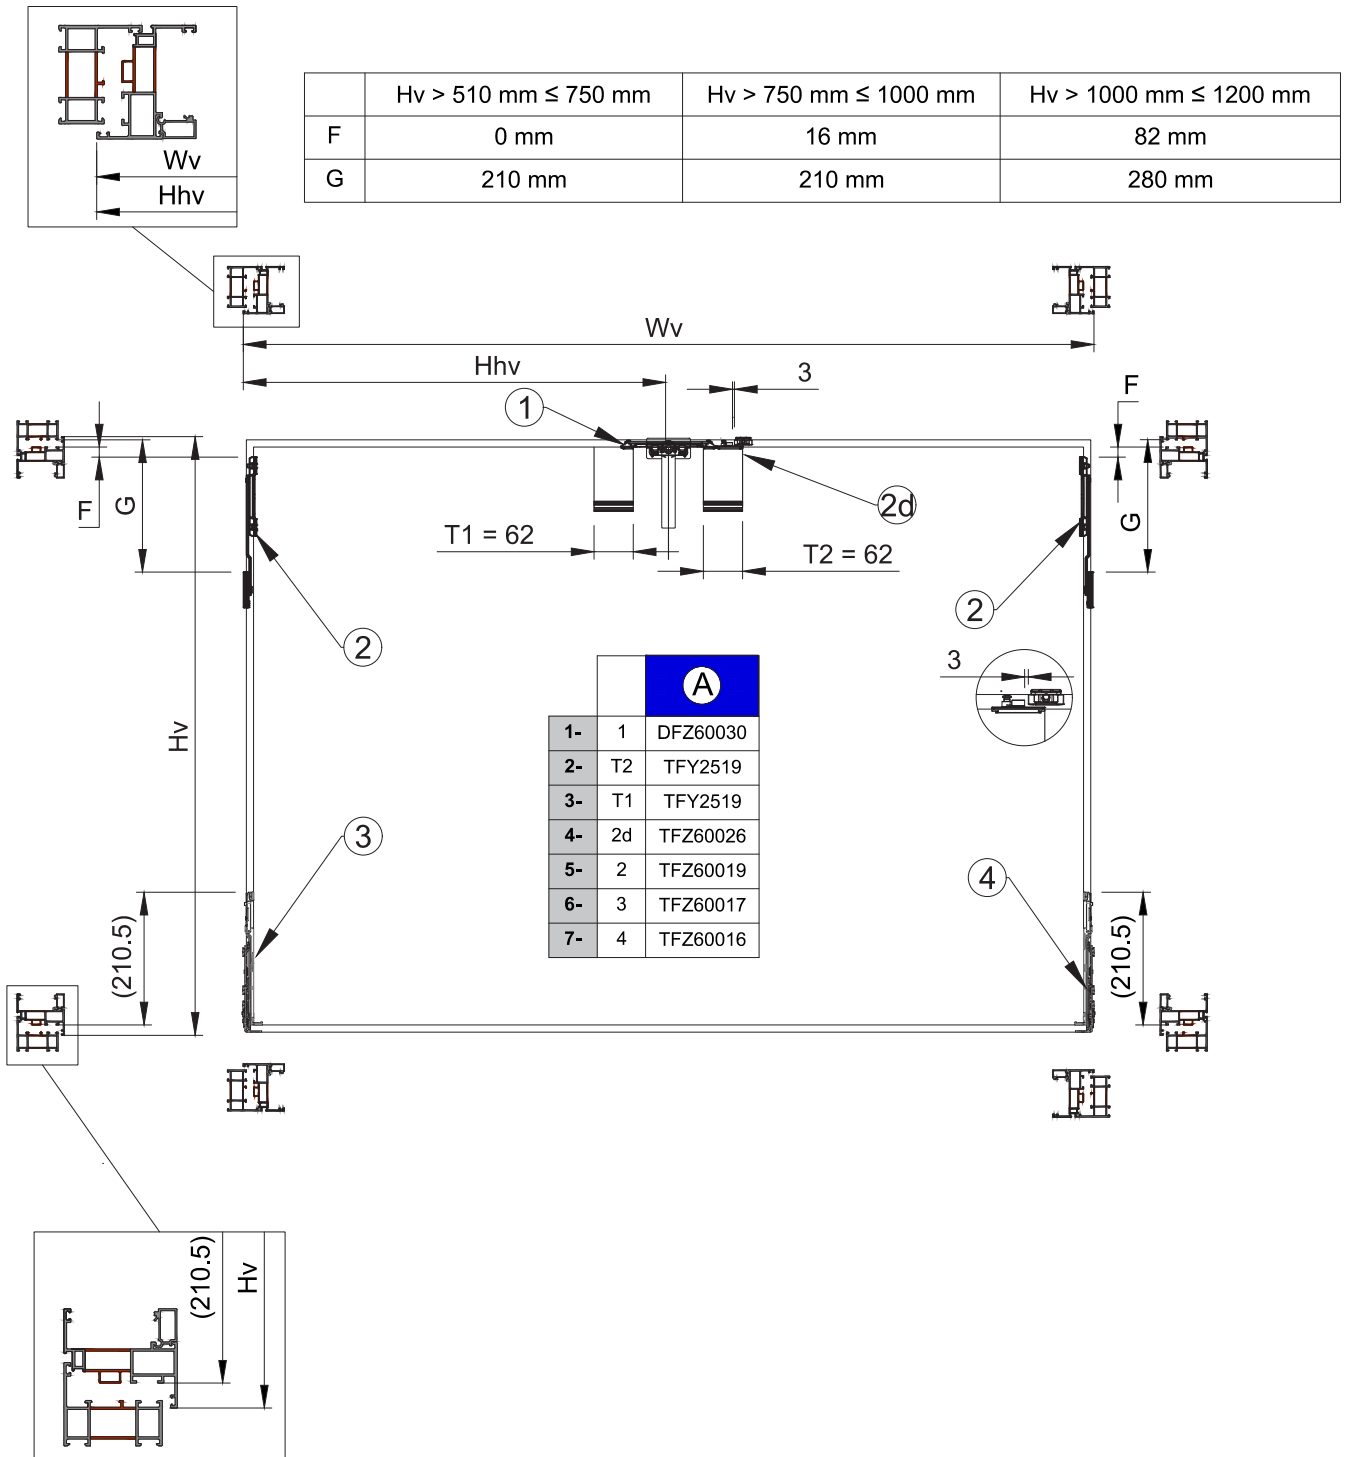 Hv > 510 mm ≤ 750 mm Hv > 750 mm ≤ 1000 mm Hv > 1000 mm ≤ 1200 mm
F 0 mm 16 mm 82 mm
G 210 mm 210 mm 280 mm
Wv
Hhv
Wv
Hhv
3
1
F
F
G
G
2d
T1 = 62
T2 = 62
2
2
3
Hv
A
1- 1 DFZ60030
2- T2 TFY2519
3- T1 TFY2519
4- 2d TFZ60026
5- 2 TFZ60019
6- 3 TFZ60017
7- 4 TFZ60016
3
4
(210.5)
(210.5)
(210.5)
Hv